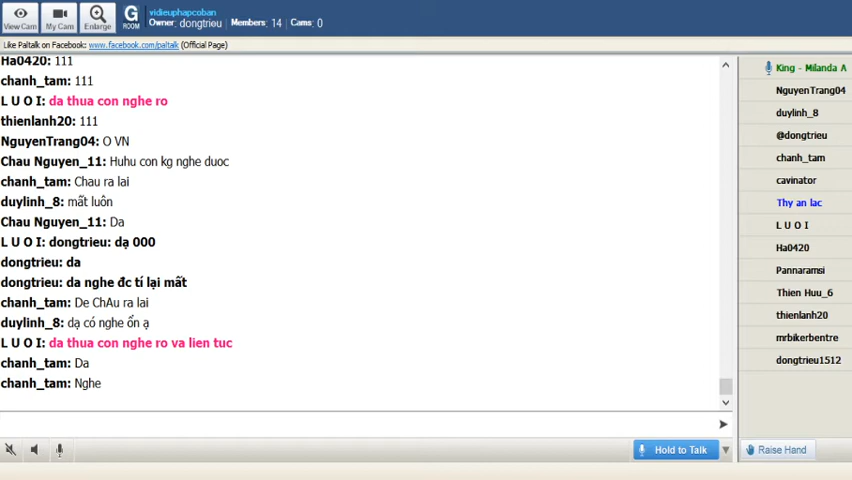 View Cam
My Cam
Enlarge
G
ROOM
vidieuphapcoban
Owner: dongtrieu Members: 14 Cams: 0
Like Paltalk on Facebook: www.facebook.com/paltalk (Official Page)
Ha0420: 111
chanh_tam: 111
L U O I: da thua con nghe ro
thienlanh20: 111
NguyenTrang04: O VN
Chau Nguyen_11: Huhu con kg nghe duoc
chanh_tam: Chau ra lai
duylinh_8: mất luôn
Chau Nguyen_11: Da
L U O I: dongtrieu: dạ 000
dongtrieu: da
dongtrieu: da nghe đc tí lại mất
chanh_tam: De ChAu ra lai
duylinh_8: dạ có nghe ổn ạ
L U O I: da thua con nghe ro va lien tuc
chanh_tam: Da
chanh_tam: Nghe
Hold to Talk
King - Milanda A
NguyenTrang04
duylinh_8
@dongtrieu
chanh_tam
cavinator
Thy an lac
L U O I
Ha0420
Pannaramsi
Thien Huu_6
thienlanh20
mrbikerbentre
dongtrieu1512
Raise Hand